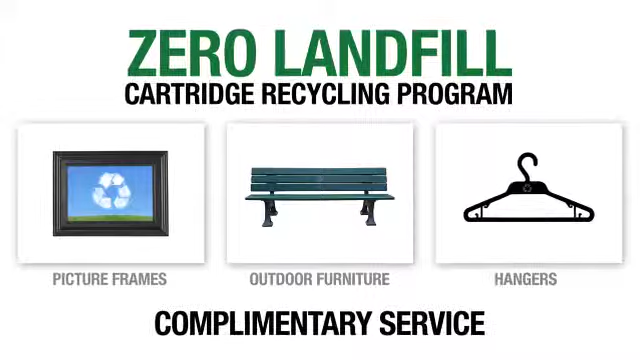 ZERO LANDFILL
CARTRIDGE RECYCLING PROGRAM
PICTURE FRAMES
OUTDOOR FURNITURE
HANGERS
COMPLIMENTARY SERVICE